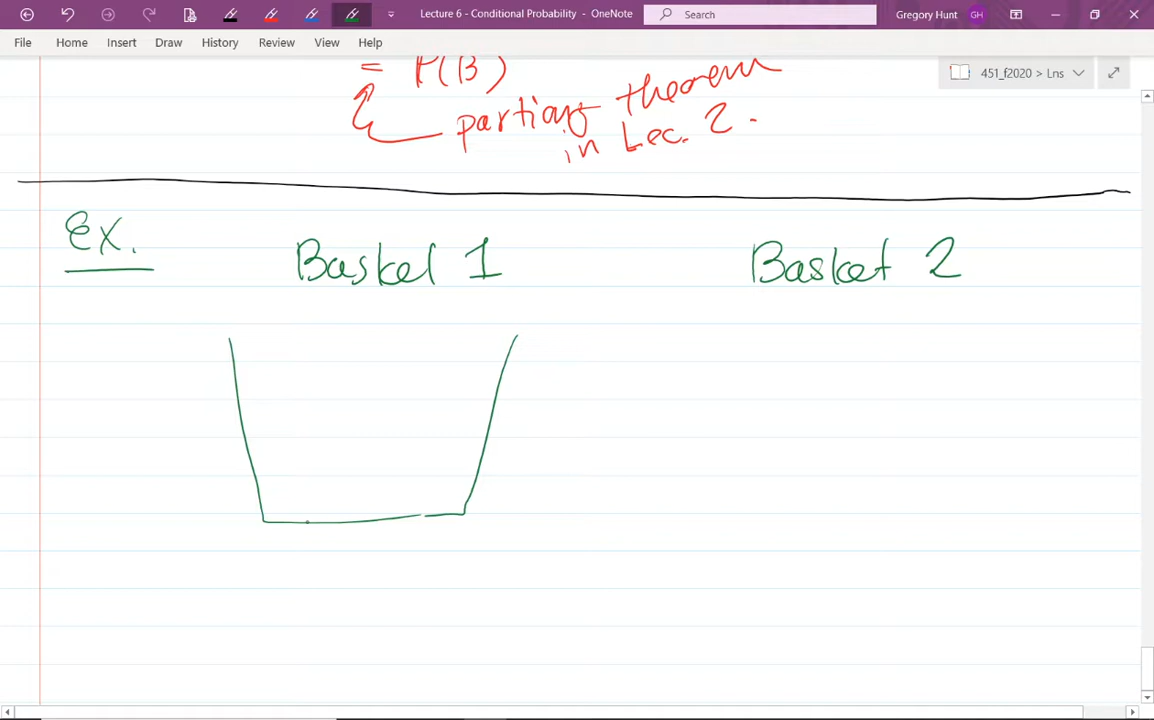 Lecture 6 - Conditional Probability - OneNote
Search
Gregory Hunt GH
File Home Insert Draw History Review View Help
451_f2020 > Lns
= P(B)
partiong theorem
in Lec. 2.
Ex. Basket 1 Basket 2